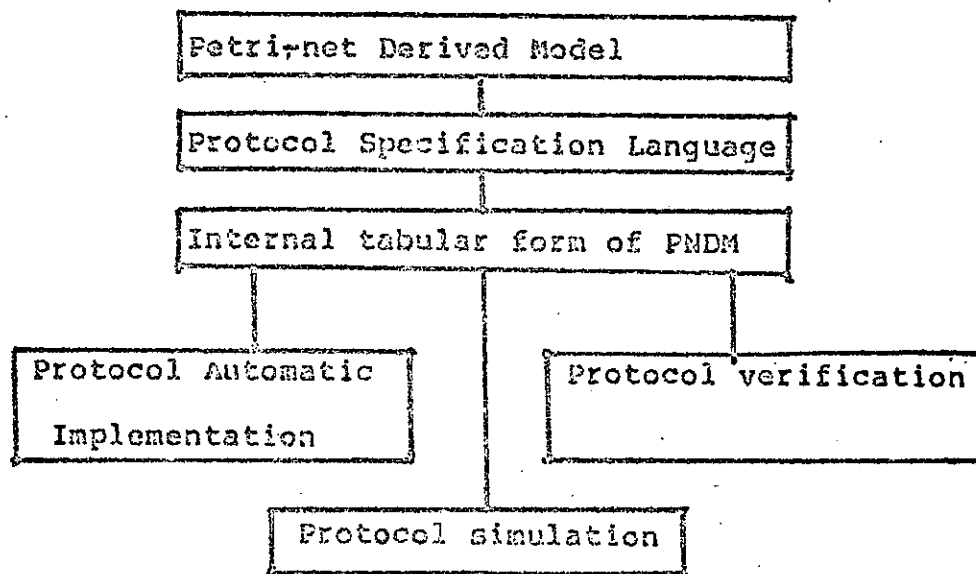 Petri-net Derived Model
Protocol Specification Language
Internal tabular form of PNDM
Protocol Automatic
Implementation
Protocol verification
Protocol simulation